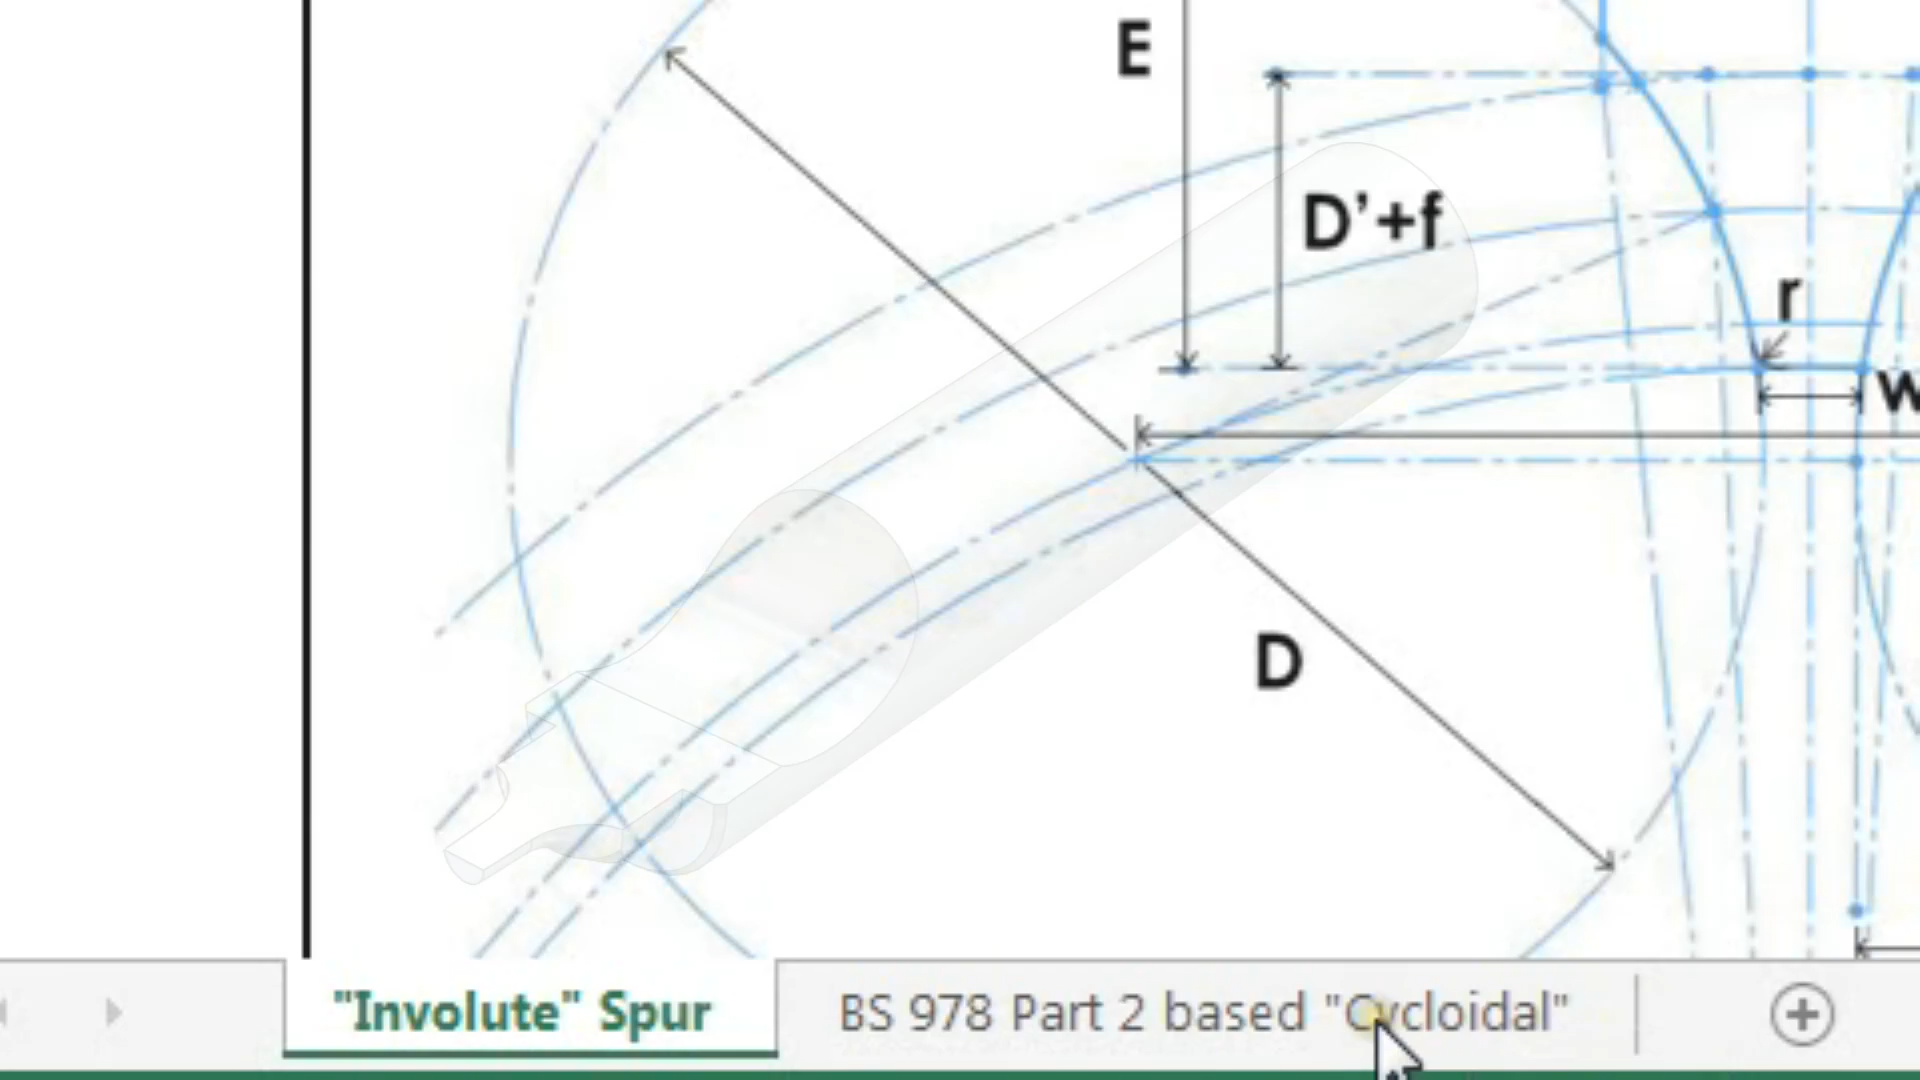 E
D'+f
r
w
D
"Involute" Spur
BS 978 Part 2 based "Cycloidal"